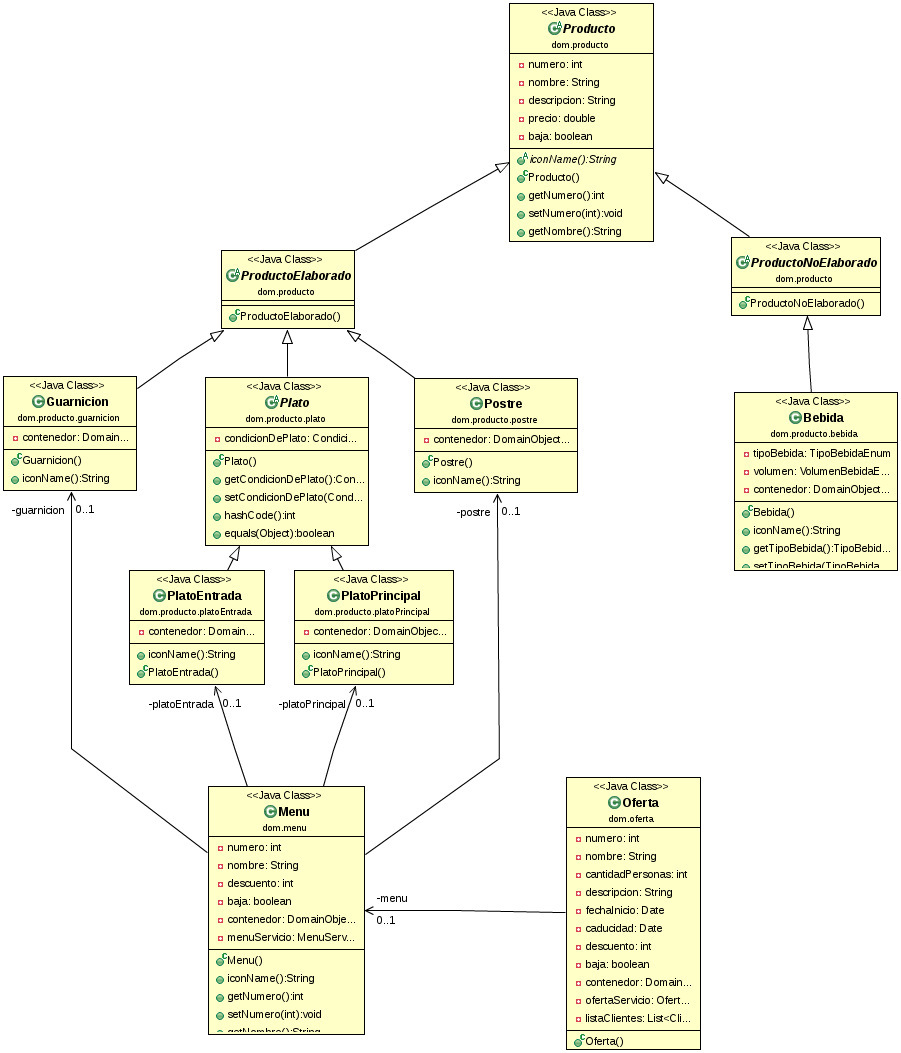 <<Java Class>>
Producto
dom.producto
numero: int
nombre: String
descripcion: String
precio: double
baja: boolean
iconName():String
Producto()
getNumero():int
setNumero(int):void
getNombre():String
<<Java Class>>
ProductoElaborado
dom.producto
ProductoElaborado()
<<Java Class>>
ProductoNoElaborado
dom.producto
ProductoNoElaborado()
<<Java Class>>
Guarnicion
dom.producto.guarnicion
contenedor: Domain...
Guarnicion()
iconName():String
<<Java Class>>
Plato
dom.producto.plato
condicionDePlato: Condici...
Plato()
getCondicionDePlato():Con...
setCondicionDePlato(Cond...
hashCode():int
equals(Object):boolean
<<Java Class>>
Postre
dom.producto.postre
contenedor: DomainObject...
Postre()
iconName():String
<<Java Class>>
Bebida
dom.producto.bebida
tipoBebida: TipoBebidaEnum
volumen: VolumenBebidaE...
contenedor: DomainObject...
Bebida()
iconName():String
getTipoBebida():TipoBebid...
setTipoBebida(TipoBebida
-guarnicion 0..1
-postre 0..1
<<Java Class>>
PlatoEntrada
dom.producto.platoEntrada
contenedor: Domain...
iconName():String
PlatoEntrada()
<<Java Class>>
PlatoPrincipal
dom.producto.platoPrincipal
contenedor: DomainObjec...
iconName():String
PlatoPrincipal()
-platoEntrada 0..1
-platoPrincipal 0..1
<<Java Class>>
Menu
dom.menu
numero: int
nombre: String
descuento: int
baja: boolean
contenedor: DomainObje...
menuServicio: MenuServ...
Menu()
iconName():String
getNumero():int
setNumero(int):void
getNombre():String
-menu
0..1
<<Java Class>>
Oferta
dom.oferta
numero: int
nombre: String
cantidadPersonas: int
descripcion: String
fechaInicio: Date
caducidad: Date
descuento: int
baja: boolean
contenedor: Domain...
ofertaServicio: Ofert...
listaClientes: List<Cli...
Oferta()